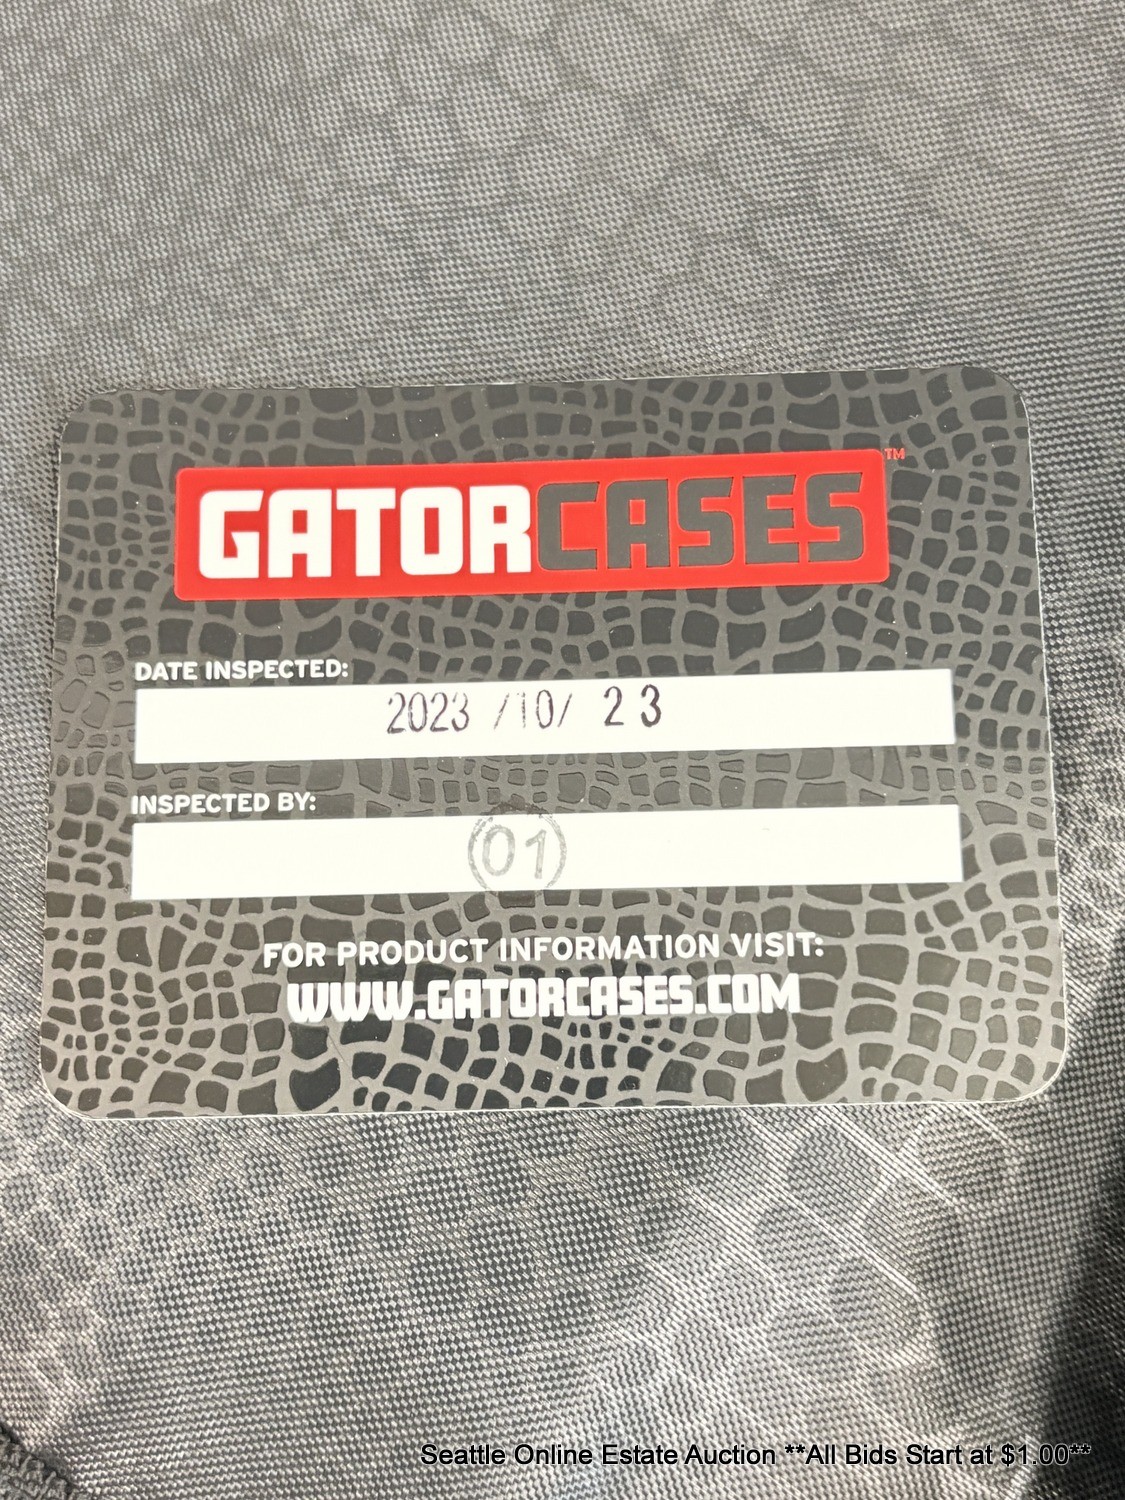 GATORCASES™
DATE INSPECTED:
2023 /10/ 23
INSPECTED BY:
01
FOR PRODUCT INFORMATION VISIT:
WWW.GATORCASES.COM
Seattle Online Estate Auction **All Bids Start at $1.00**